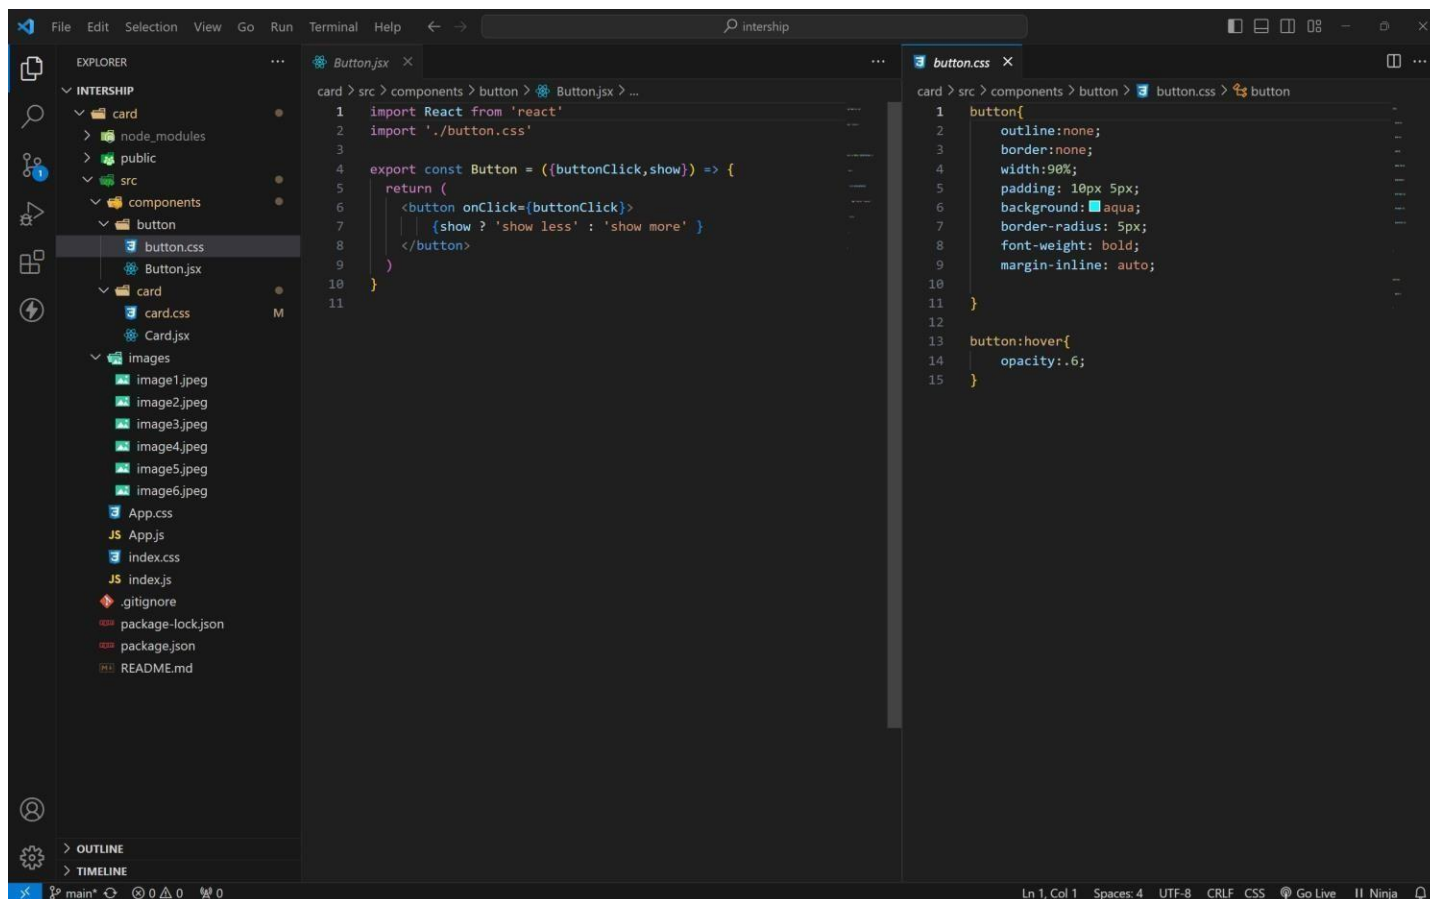 File Edit Selection View Go Run Terminal Help
intership
EXPLORER
INTERSHIP
card
node_modules
public
src
components
button
button.css
Button.jsx
card
card.css M
Card.jsx
images
image1.jpeg
image2.jpeg
image3.jpeg
image4.jpeg
image5.jpeg
image6.jpeg
App.css
JS App.js
index.css
JS index.js
.gitignore
package-lock.json
package.json
README.md
OUTLINE
TIMELINE
Button.jsx
card > src > components > button > Button.jsx > ...
1 import React from 'react'
2 import './button.css'
3
4 export const Button = ({buttonClick,show}) => {
5 return (
6 <button onClick={buttonClick}>
7 {show ? 'show less' : 'show more' }
8 </button>
9 )
10 }
11
button.css
card > src > components > button > button.css > button
1 button{
2 outline:none;
3 border:none;
4 width:90%;
5 padding: 10px 5px;
6 background: aqua;
7 border-radius: 5px;
8 font-weight: bold;
9 margin-inline: auto;
10
11 }
12
13 button:hover{
14 opacity:.6;
15 }
main* 0 0 0
Ln 1, Col 1 Spaces: 4 UTF-8 CRLF CSS Go Live Ninja